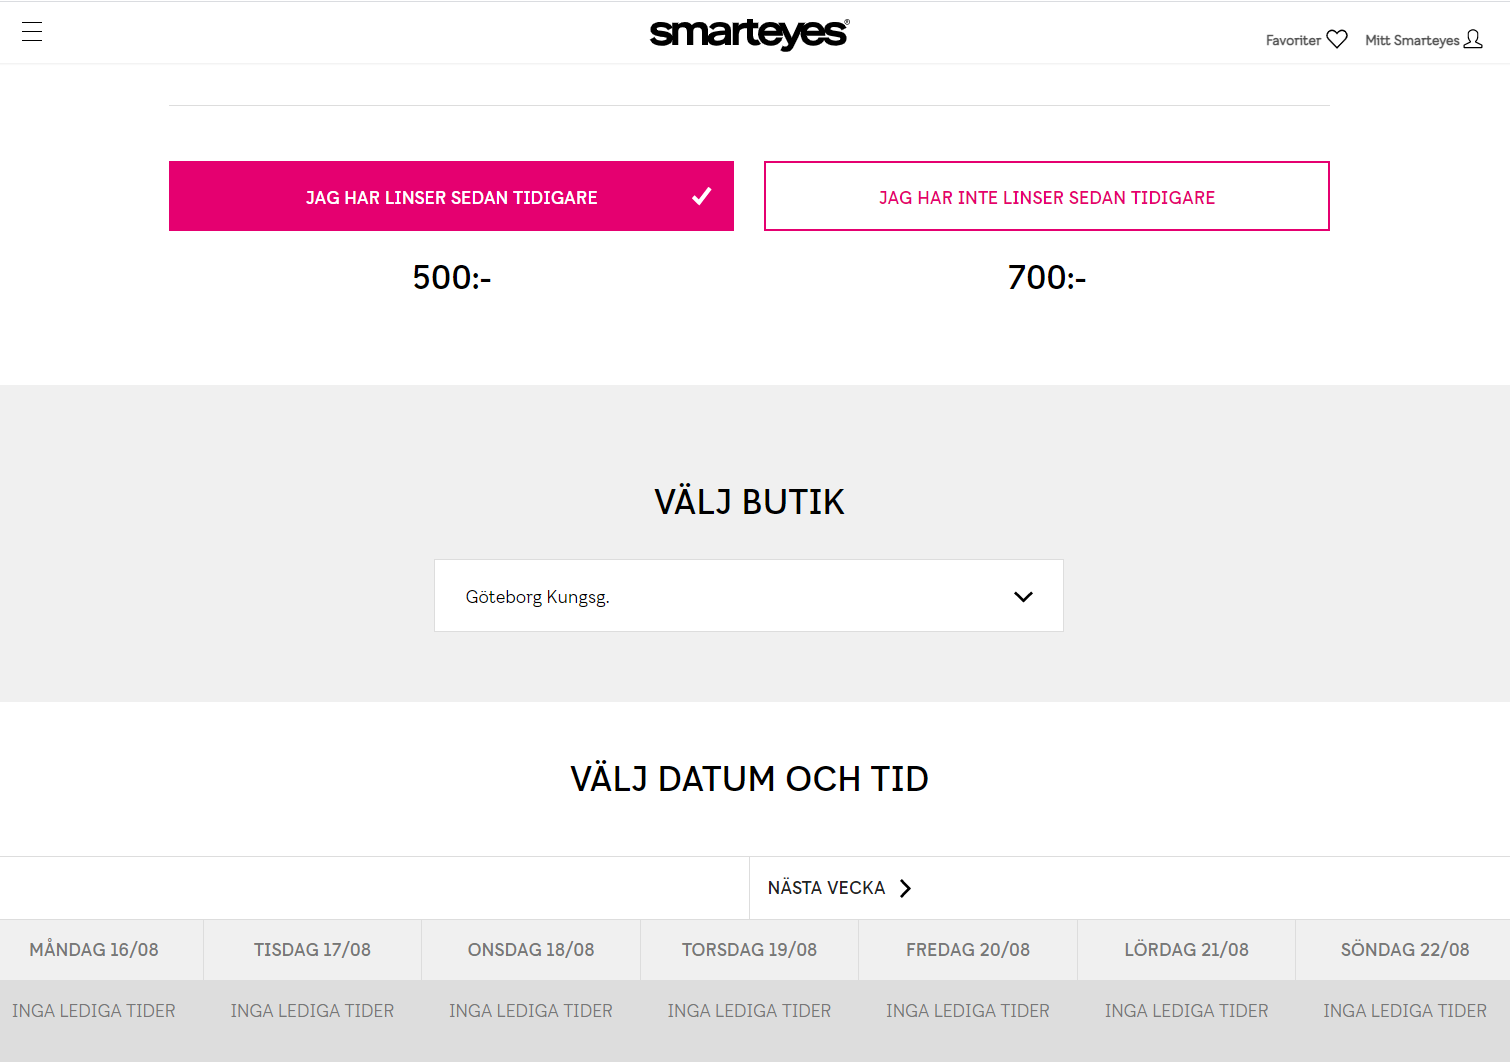 smarteyes®
Favoriter
Mitt Smarteyes
JAG HAR LINSER SEDAN TIDIGARE
JAG HAR INTE LINSER SEDAN TIDIGARE
500:-
700:-
VÄLJ BUTIK
Göteborg Kungsg.
VÄLJ DATUM OCH TID
NÄSTA VECKA
MÅNDAG 16/08
TISDAG 17/08
ONSDAG 18/08
TORSDAG 19/08
FREDAG 20/08
LÖRDAG 21/08
SÖNDAG 22/08
INGA LEDIGA TIDER
INGA LEDIGA TIDER
INGA LEDIGA TIDER
INGA LEDIGA TIDER
INGA LEDIGA TIDER
INGA LEDIGA TIDER
INGA LEDIGA TIDER